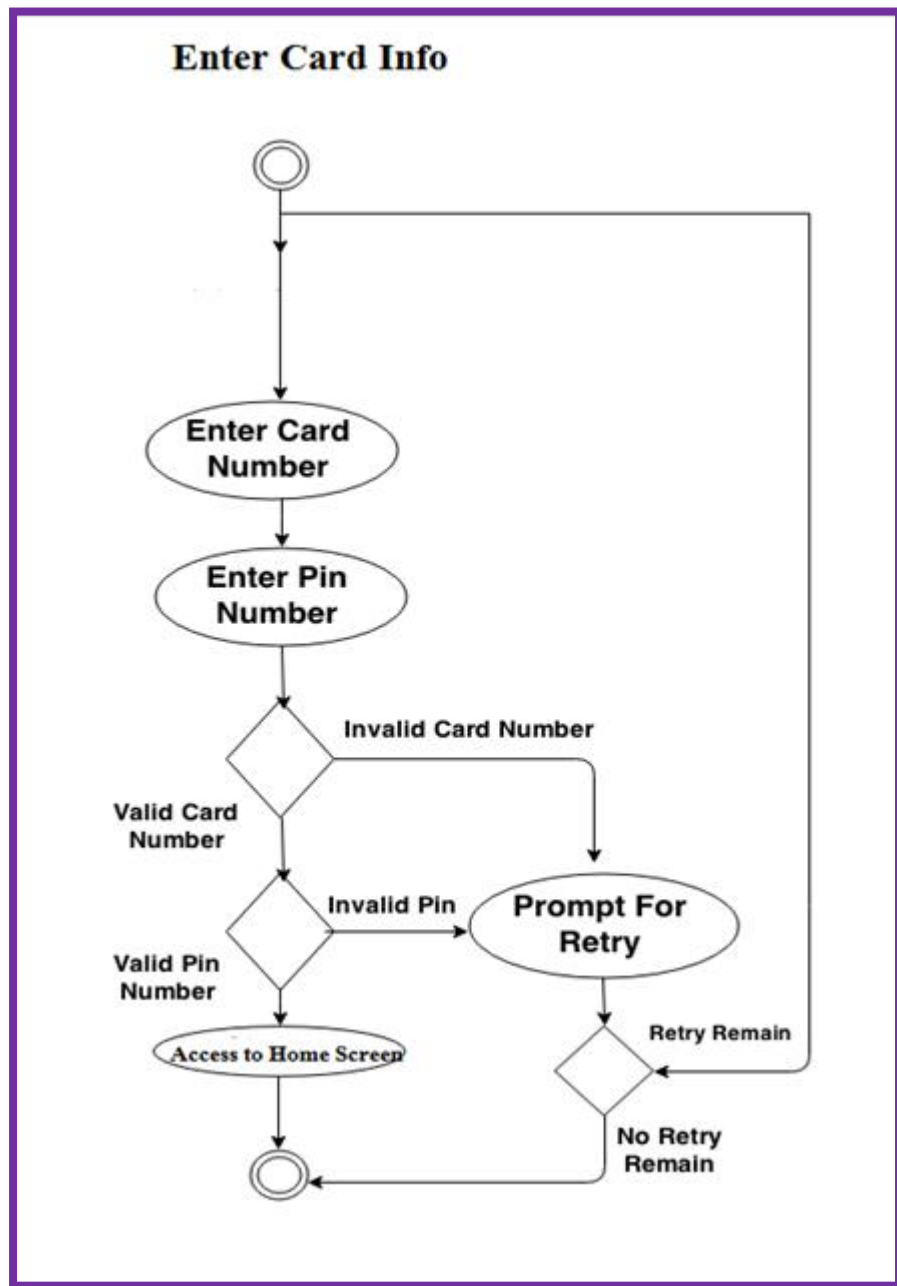 Enter Card Info
Enter Card
Number
Enter Pin
Number
Invalid Card Number
Valid Card
Number
Invalid Pin
Prompt For
Retry
Valid Pin
Number
Access to Home Screen
Retry Remain
No Retry
Remain